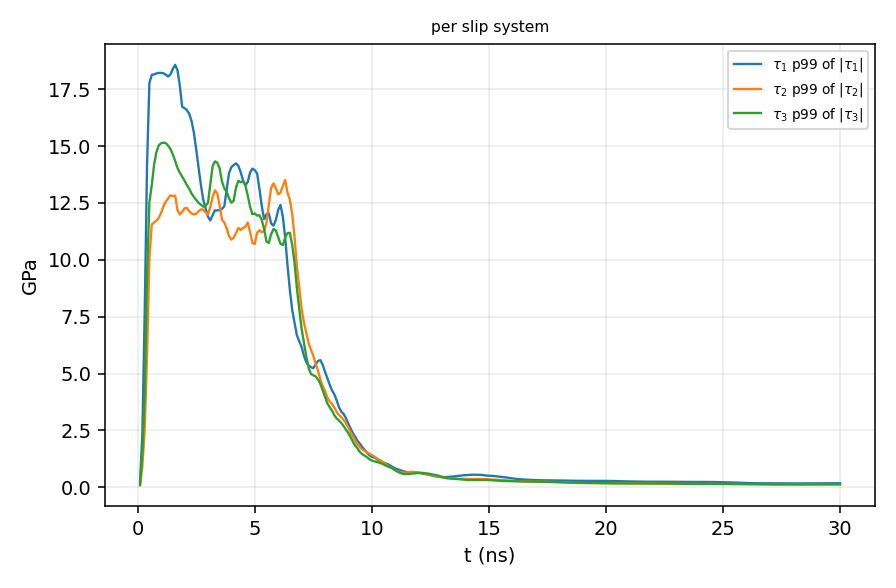 per slip system
τ₁ p99 of |τ₁|
τ₂ p99 of |τ₂|
τ₃ p99 of |τ₃|
GPa
17.5
15.0
12.5
10.0
7.5
5.0
2.5
0.0
0 5 10 15 20 25 30
t (ns)